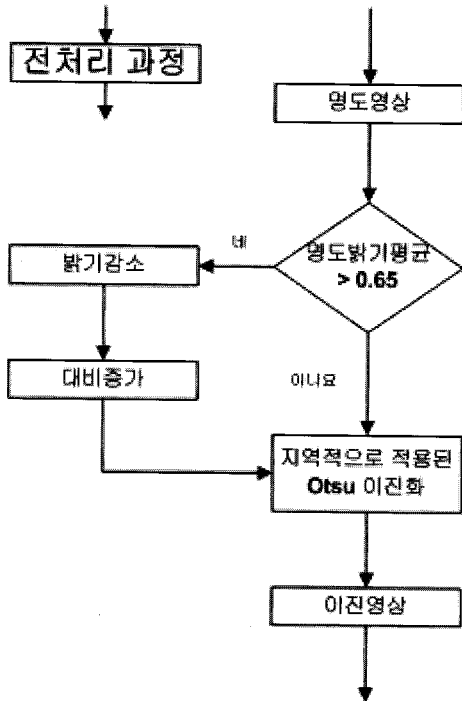 전처리 과정
명도영상
명도밝기평균
> 0.65
네
밝기감소
대비증가
아니요
지역적으로 적용된
Otsu 이진화
이진영상